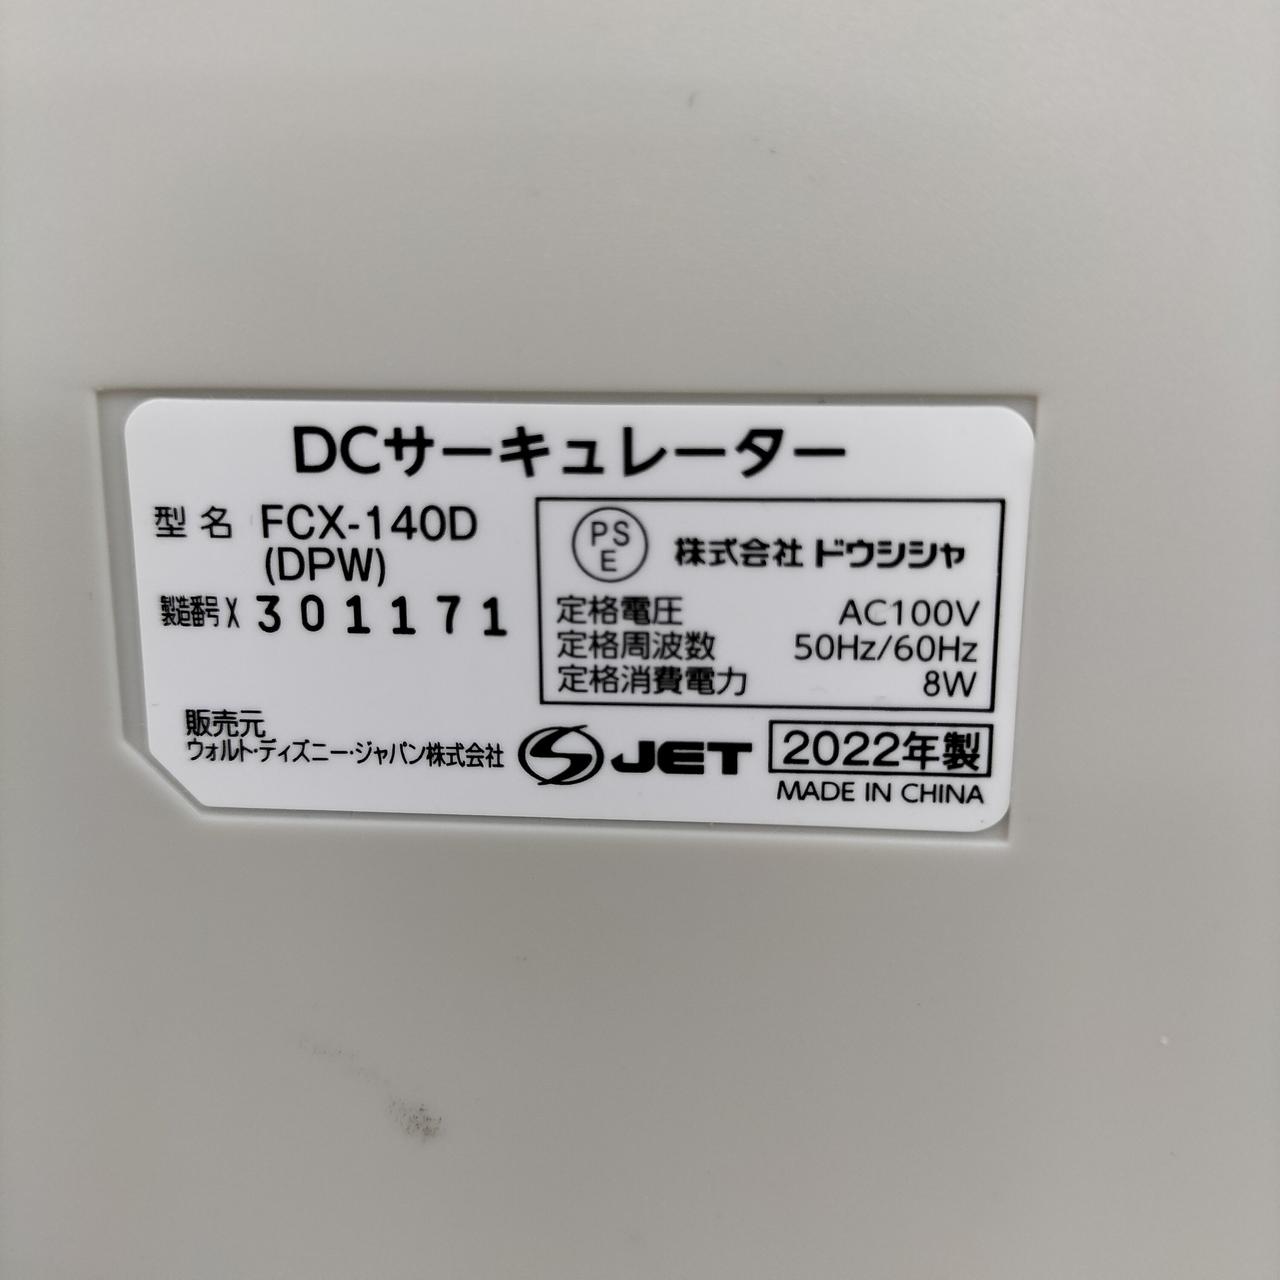 DCサーキュレーター
型名 FCX-140D
(DPW)
製造番号 X 301171
PS
E
株式会社 ドウシシャ
定格電圧 AC100V
定格周波数 50Hz/60Hz
定格消費電力 8W
販売元
ウォルト・ディズニー・ジャパン株式会社
JET
2022年製
MADE IN CHINA